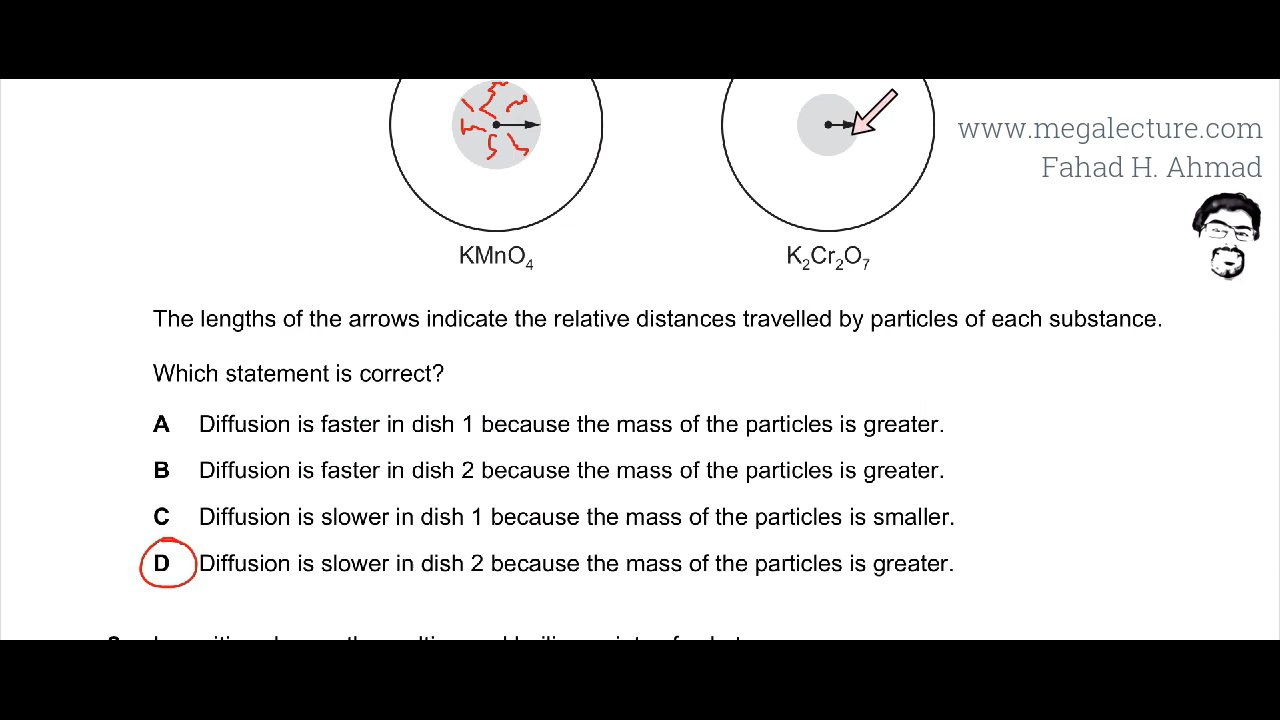 www.megalecture.com
Fahad H. Ahmad
KMnO₄ K₂Cr₂O₇
The lengths of the arrows indicate the relative distances travelled by particles of each substance.
Which statement is correct?
A Diffusion is faster in dish 1 because the mass of the particles is greater.
B Diffusion is faster in dish 2 because the mass of the particles is greater.
C Diffusion is slower in dish 1 because the mass of the particles is smaller.
D Diffusion is slower in dish 2 because the mass of the particles is greater.